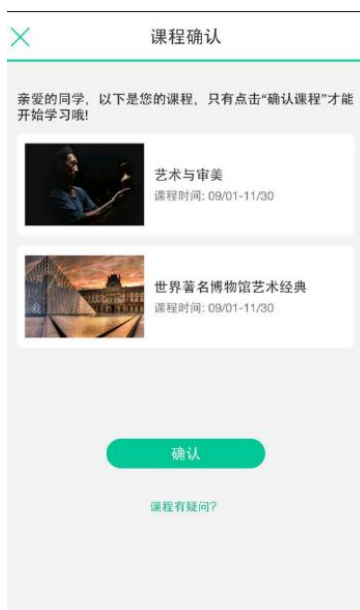 课程确认
亲爱的同学，以下是您的课程，只有点击“确认课程”才能
开始学习哦!
艺术与审美
课程时间: 09/01-11/30
世界著名博物馆艺术经典
课程时间: 09/01-11/30
确认
课程有疑问?